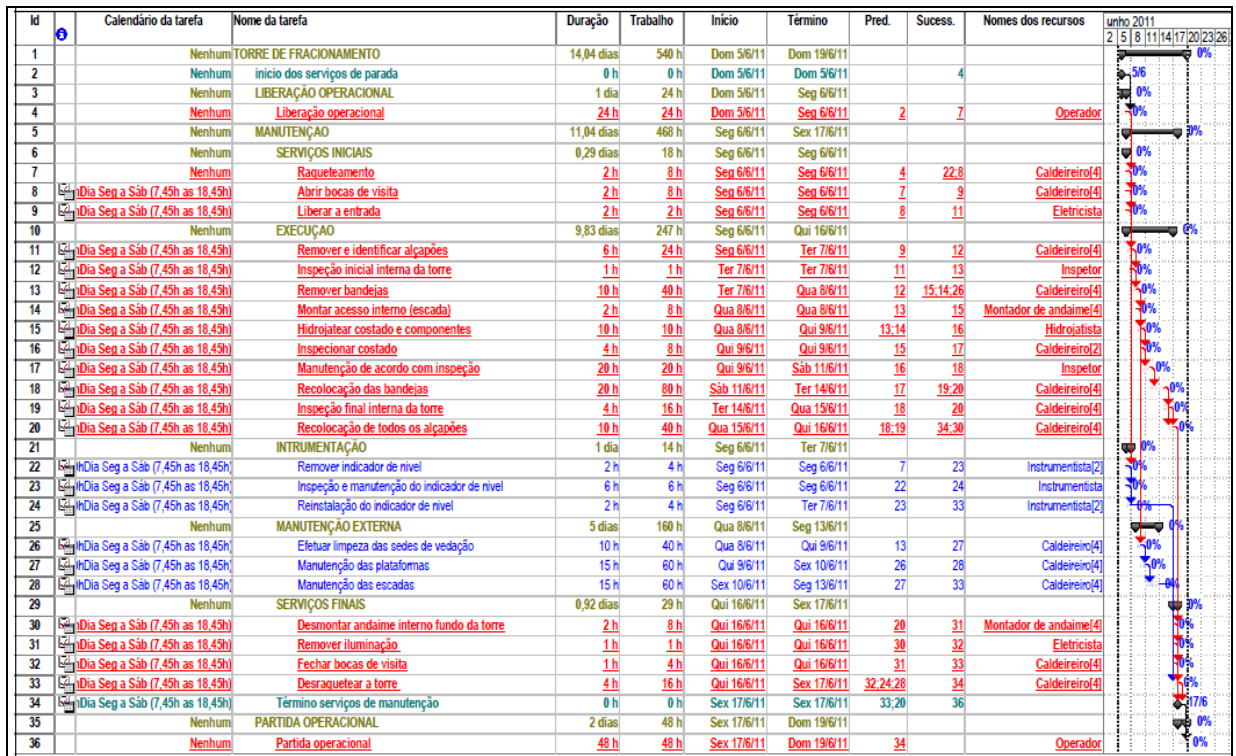 Id Calendário da tarefa Nome da tarefa Duração Trabalho Início Término Pred. Sucess. Nomes dos recursos unho 2011
2 5 8 11 14 17 20 23 26
1 Nenhum TORRE DE FRACIONAMENTO 14,04 dias 540 h Dom 5/6/11 Dom 19/6/11 0%
2 Nenhum inicio dos serviços de parada 0 h 0 h Dom 5/6/11 Dom 5/6/11 4 5/6
3 Nenhum LIBERAÇÃO OPERACIONAL 1 dia 24 h Dom 5/6/11 Seg 6/6/11 0%
4 Nenhum Liberação operacional 24 h 24 h Dom 5/6/11 Seg 6/6/11 2 7 Operador 0%
5 Nenhum MANUTENÇAO 11,04 dias 468 h Seg 6/6/11 Sex 17/6/11 0%
6 Nenhum SERVIÇOS INICIAIS 0,29 dias 18 h Seg 6/6/11 Seg 6/6/11 0%
7 Nenhum Raqueteamento 2 h 8 h Seg 6/6/11 Seg 6/6/11 4 22;8 Caldeireiro[4] 0%
8 Dia Seg a Sáb (7,45h as 18,45h) Abrir bocas de visita 2 h 8 h Seg 6/6/11 Seg 6/6/11 7 9 Caldeireiro[4] 0%
9 Dia Seg a Sáb (7,45h as 18,45h) Liberar a entrada 2 h 2 h Seg 6/6/11 Seg 6/6/11 8 11 Eletricista 0%
10 Nenhum EXECUÇAO 9,83 dias 247 h Seg 6/6/11 Qui 16/6/11 0%
11 Dia Seg a Sáb (7,45h as 18,45h) Remover e identificar alçapões 6 h 24 h Seg 6/6/11 Ter 7/6/11 9 12 Caldeireiro[4] 0%
12 Dia Seg a Sáb (7,45h as 18,45h) Inspeção inicial interna da torre 1 h 1 h Ter 7/6/11 Ter 7/6/11 11 13 Inspetor 0%
13 Dia Seg a Sáb (7,45h as 18,45h) Remover bandejas 10 h 40 h Ter 7/6/11 Qua 8/6/11 12 15;14;26 Caldeireiro[4] 0%
14 Dia Seg a Sáb (7,45h as 18,45h) Montar acesso interno (escada) 2 h 8 h Qua 8/6/11 Qua 8/6/11 13 15 Montador de andaime[4] 0%
15 Dia Seg a Sáb (7,45h as 18,45h) Hidrojatear costado e componentes 10 h 10 h Qua 8/6/11 Qui 9/6/11 13;14 16 Hidrojatista 0%
16 Dia Seg a Sáb (7,45h as 18,45h) Inspecionar costado 4 h 8 h Qui 9/6/11 Qui 9/6/11 15 17 Caldeireiro[2] 0%
17 Dia Seg a Sáb (7,45h as 18,45h) Manutenção de acordo com inspeção 20 h 20 h Qui 9/6/11 Sáb 11/6/11 16 18 Inspetor 0%
18 Dia Seg a Sáb (7,45h as 18,45h) Recolocação das bandejas 20 h 80 h Sáb 11/6/11 Ter 14/6/11 17 19;20 Caldeireiro[4] 0%
19 Dia Seg a Sáb (7,45h as 18,45h) Inspeção final interna da torre 4 h 16 h Ter 14/6/11 Qua 15/6/11 18 20 Caldeireiro[4] 0%
20 Dia Seg a Sáb (7,45h as 18,45h) Recolocação de todos os alçapões 10 h 40 h Qua 15/6/11 Qui 16/6/11 18;19 34;30 Caldeireiro[4] 0%
21 Nenhum INTRUMENTAÇÃO 1 dia 14 h Seg 6/6/11 Ter 7/6/11 0%
22 hDia Seg a Sáb (7,45h as 18,45h) Remover indicador de nivel 2 h 4 h Seg 6/6/11 Seg 6/6/11 7 23 Instrumentista[2] 0%
23 hDia Seg a Sáb (7,45h as 18,45h) Inspeção e manutenção do indicador de nivel 6 h 6 h Seg 6/6/11 Seg 6/6/11 22 24 Instrumentista 0%
24 hDia Seg a Sáb (7,45h as 18,45h) Reinstalação do indicador de nivel 2 h 4 h Seg 6/6/11 Ter 7/6/11 23 33 Instrumentista[2] 0%
25 Nenhum MANUTENÇÃO EXTERNA 5 dias 160 h Qua 8/6/11 Seg 13/6/11 0%
26 hDia Seg a Sáb (7,45h as 18,45h) Efetuar limpeza das sedes de vedação 10 h 40 h Qua 8/6/11 Qui 9/6/11 13 27 Caldeireiro[4] 0%
27 hDia Seg a Sáb (7,45h as 18,45h) Manutenção das plataformas 15 h 60 h Qui 9/6/11 Sex 10/6/11 26 28 Caldeireiro[4] 0%
28 hDia Seg a Sáb (7,45h as 18,45h) Manutenção das escadas 15 h 60 h Sex 10/6/11 Seg 13/6/11 27 33 Caldeireiro[4] 0%
29 Nenhum SERVIÇOS FINAIS 0,92 dias 29 h Qui 16/6/11 Sex 17/6/11 0%
30 Dia Seg a Sáb (7,45h as 18,45h) Desmontar andaime interno fundo da torre 2 h 8 h Qui 16/6/11 Qui 16/6/11 20 31 Montador de andaime[4] 0%
31 Dia Seg a Sáb (7,45h as 18,45h) Remover iluminação 1 h 1 h Qui 16/6/11 Qui 16/6/11 30 32 Eletricista 0%
32 Dia Seg a Sáb (7,45h as 18,45h) Fechar bocas de visita 1 h 4 h Qui 16/6/11 Qui 16/6/11 31 33 Caldeireiro[4] 0%
33 Dia Seg a Sáb (7,45h as 18,45h) Desraquetear a torre 4 h 16 h Qui 16/6/11 Sex 17/6/11 32;24;28 34 Caldeireiro[4] 0%
34 Dia Seg a Sáb (7,45h as 18,45h) Término serviços de manutenção 0 h 0 h Sex 17/6/11 Sex 17/6/11 33;20 36 17/6
35 Nenhum PARTIDA OPERACIONAL 2 dias 48 h Sex 17/6/11 Dom 19/6/11 0%
36 Nenhum Partida operacional 48 h 48 h Sex 17/6/11 Dom 19/6/11 34 Operador 0%